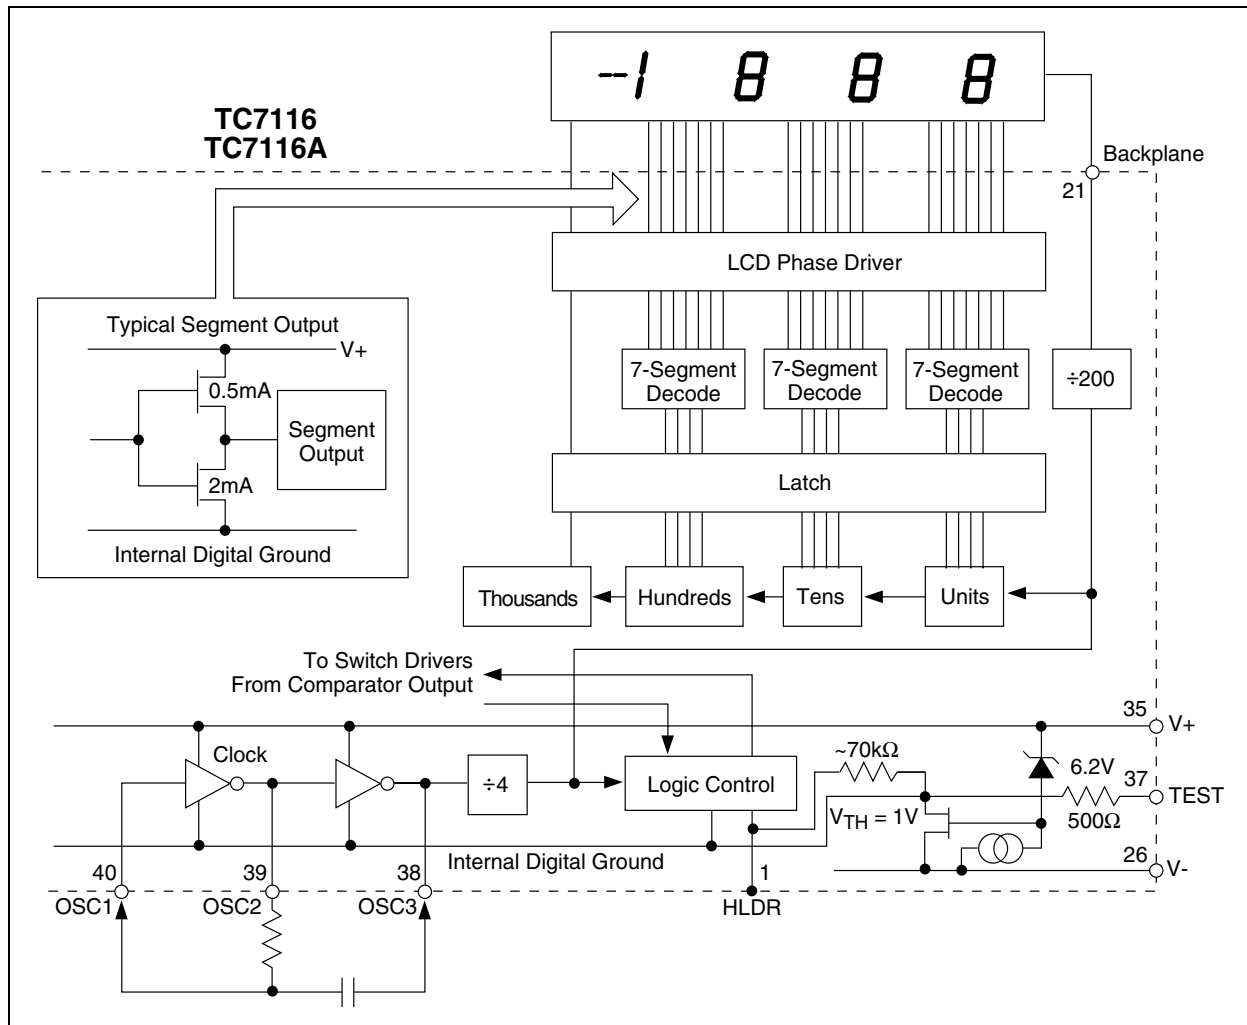 -1 8 8 8
TC7116
TC7116A
Backplane
21
LCD Phase Driver
Typical Segment Output
V+
0.5mA
Segment
Output
2mA
Internal Digital Ground
7-Segment
Decode
7-Segment
Decode
7-Segment
Decode
÷200
Latch
Thousands
Hundreds
Tens
Units
To Switch Drivers
From Comparator Output
Clock
÷4
Logic Control
~70kΩ
VTH = 1V
6.2V
500Ω
35
V+
37
TEST
26
V-
Internal Digital Ground
40
OSC1
39
OSC2
38
OSC3
1
HLDR